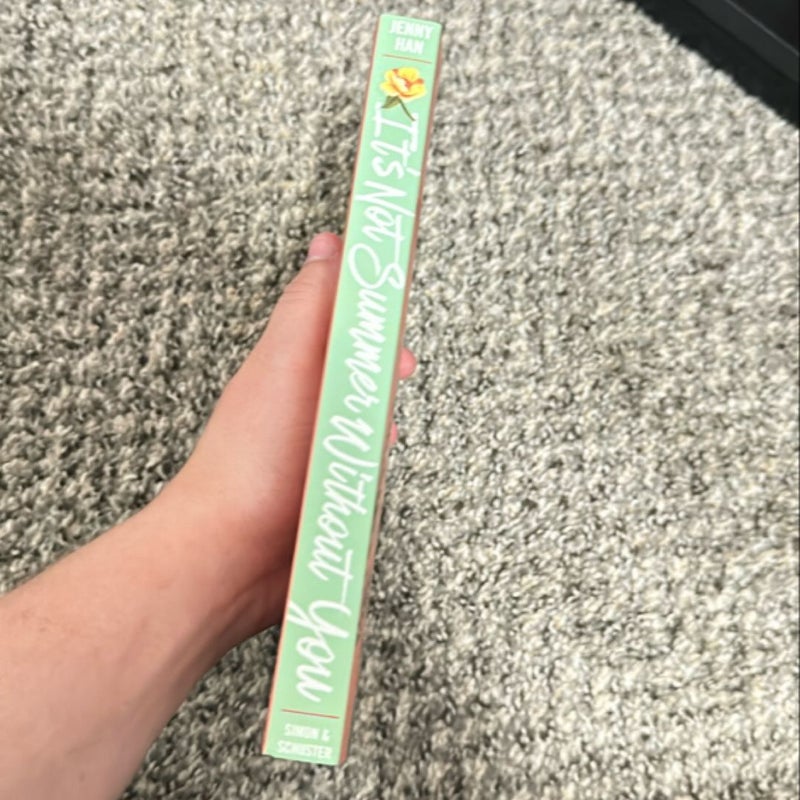 JENNY
HAN
It's Not Summer Without You
SIMON &
SCHUSTER